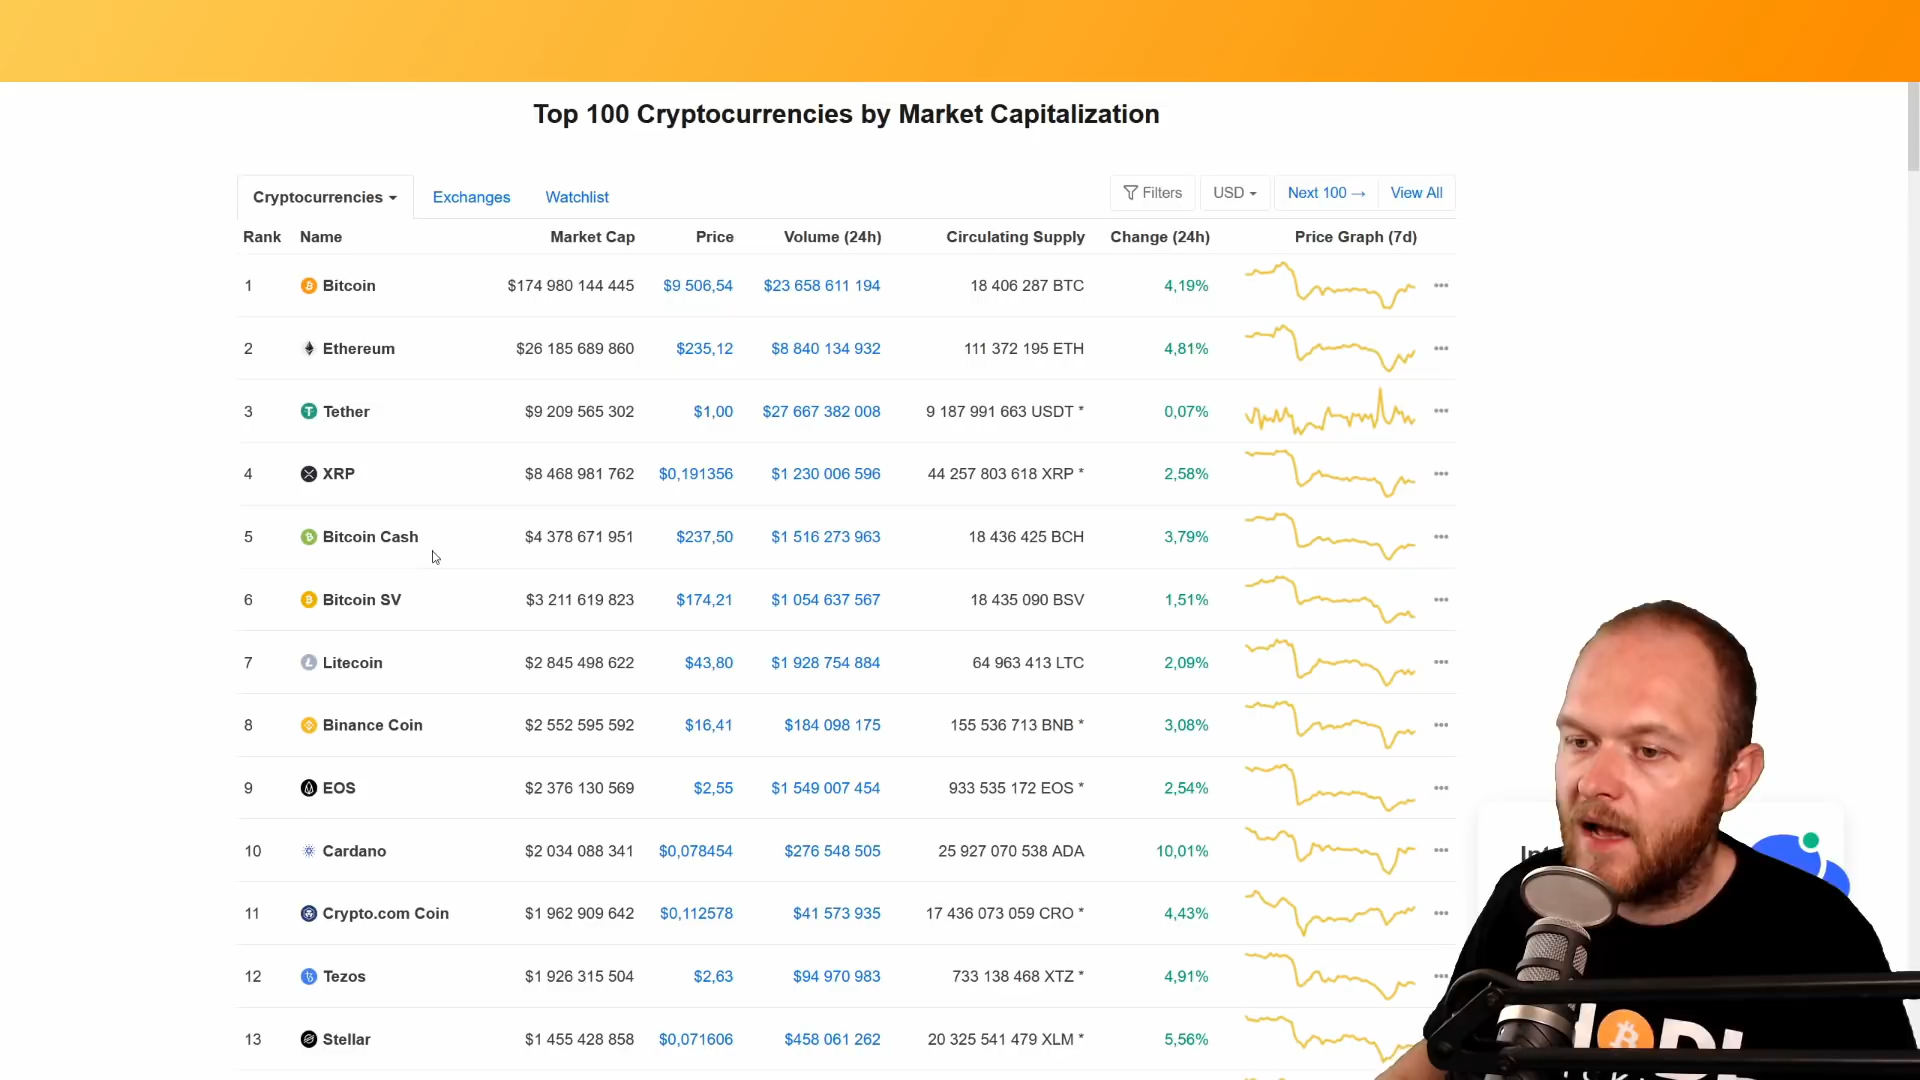 Top 100 Cryptocurrencies by Market Capitalization
Cryptocurrencies Exchanges Watchlist Filters USD Next 100 → View All
Rank Name Market Cap Price Volume (24h) Circulating Supply Change (24h) Price Graph (7d)
1 Bitcoin $174 980 144 445 $9 506,54 $23 658 611 194 18 406 287 BTC 4,19%
2 Ethereum $26 185 689 860 $235,12 $8 840 134 932 111 372 195 ETH 4,81%
3 Tether $9 209 565 302 $1,00 $27 667 382 008 9 187 991 663 USDT * 0,07%
4 XRP $8 468 981 762 $0,191356 $1 230 006 596 44 257 803 618 XRP * 2,58%
5 Bitcoin Cash $4 378 671 951 $237,50 $1 516 273 963 18 436 425 BCH 3,79%
6 Bitcoin SV $3 211 619 823 $174,21 $1 054 637 567 18 435 090 BSV 1,51%
7 Litecoin $2 845 498 622 $43,80 $1 928 754 884 64 963 413 LTC 2,09%
8 Binance Coin $2 552 595 592 $16,41 $184 098 175 155 536 713 BNB * 3,08%
9 EOS $2 376 130 569 $2,55 $1 549 007 454 933 535 172 EOS * 2,54%
10 Cardano $2 034 088 341 $0,078454 $276 548 505 25 927 070 538 ADA 10,01%
11 Crypto.com Coin $1 962 909 642 $0,112578 $41 573 935 17 436 073 059 CRO * 4,43%
12 Tezos $1 926 315 504 $2,63 $94 970 983 733 138 468 XTZ * 4,91%
13 Stellar $1 455 428 858 $0,071606 $458 061 262 20 325 541 479 XLM * 5,56%